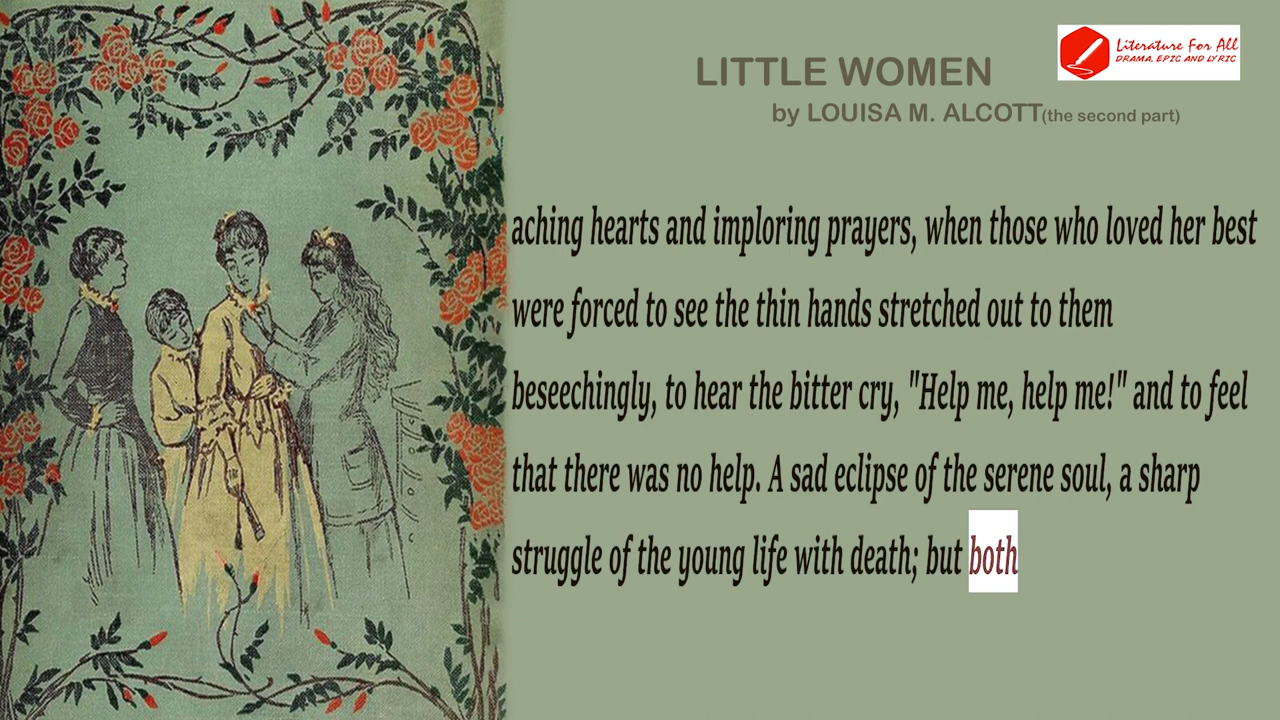 LITTLE WOMEN
by LOUISA M. ALCOTT(the second part)
Literature For All
DRAMA, EPIC AND LYRIC
aching hearts and imploring prayers, when those who loved her best
were forced to see the thin hands stretched out to them
beseechingly, to hear the bitter cry, "Help me, help me!" and to feel
that there was no help. A sad eclipse of the serene soul, a sharp
struggle of the young life with death; but both